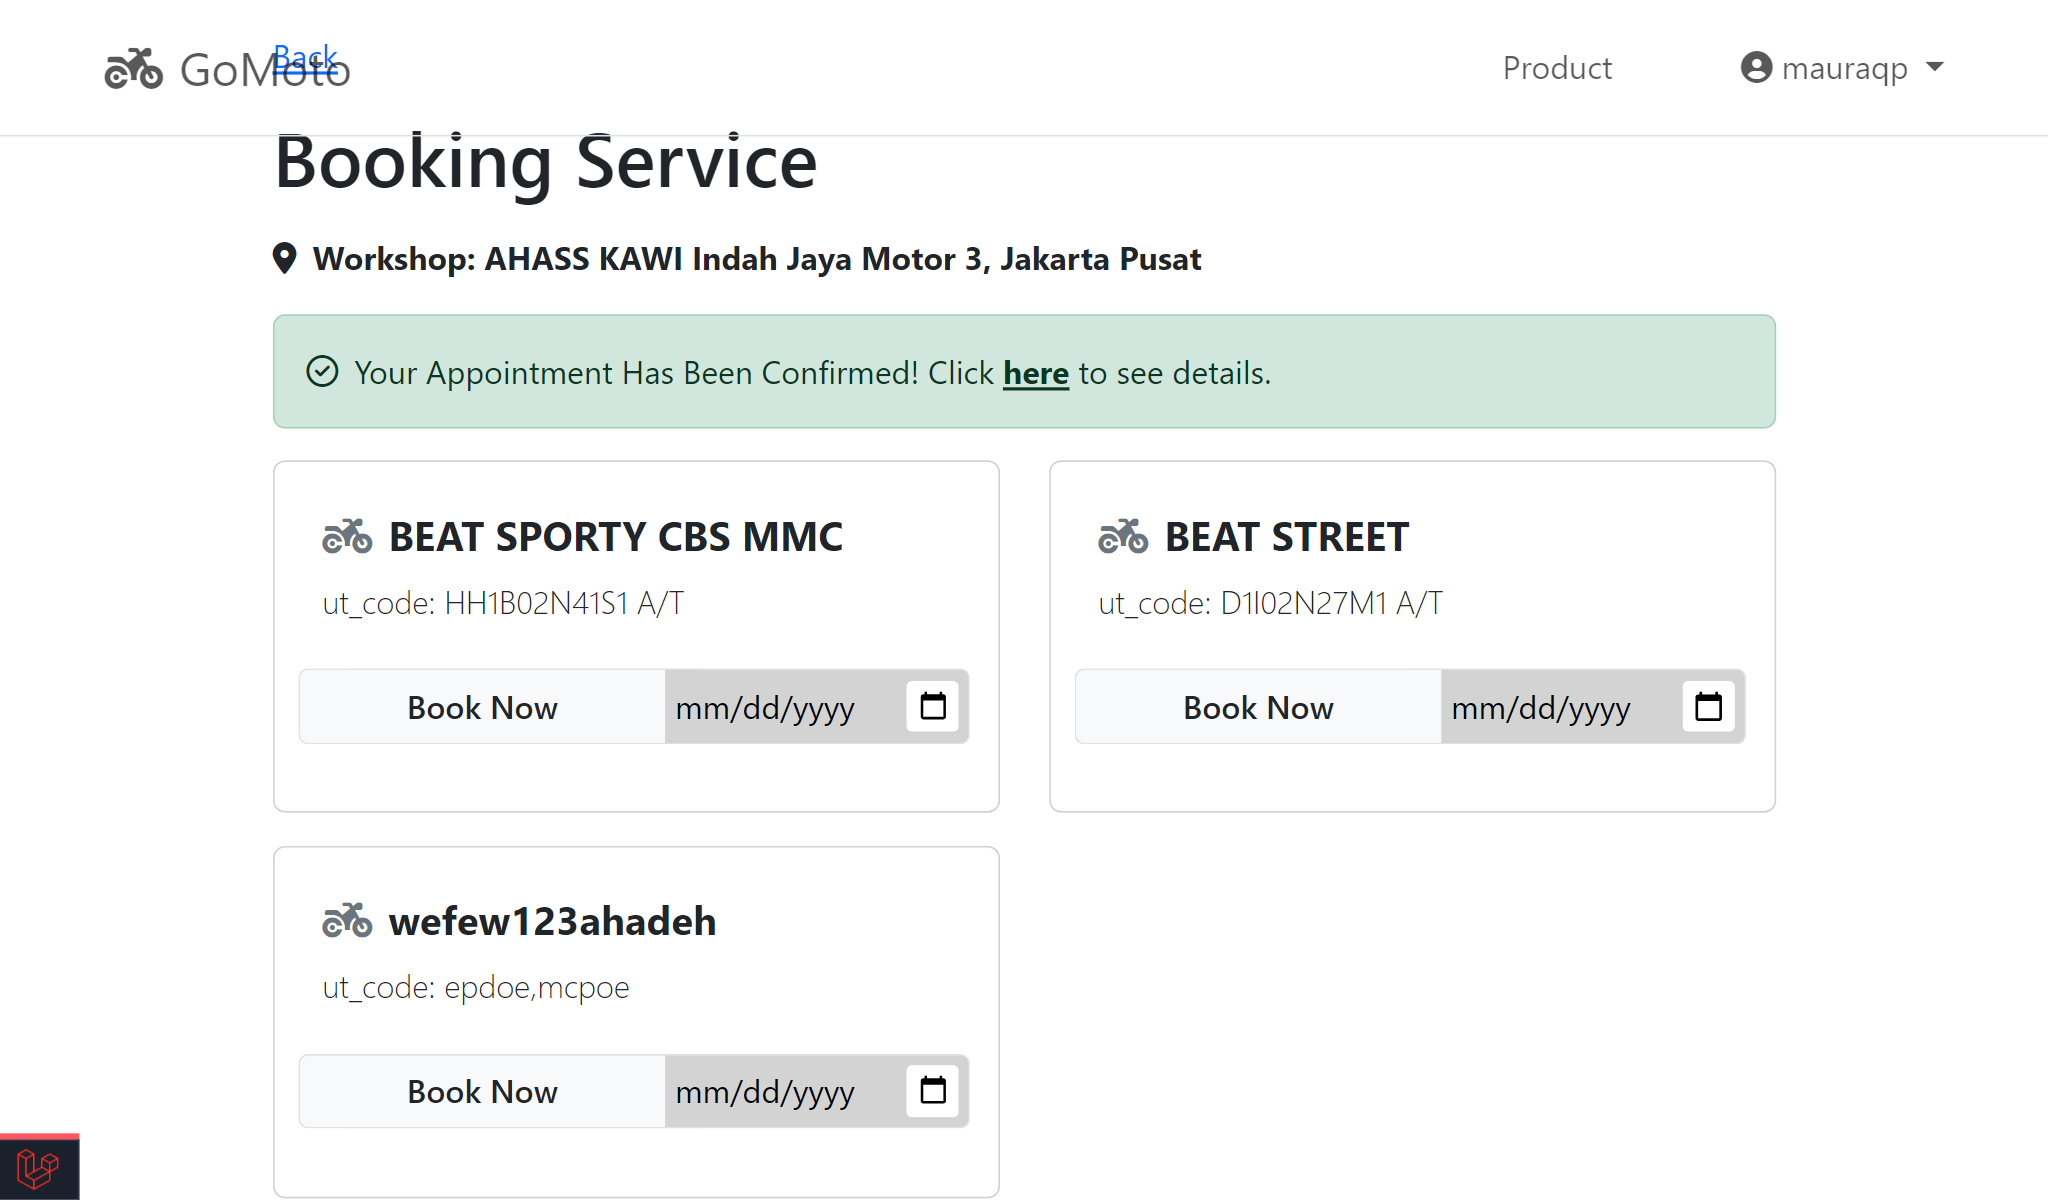 GoMoto
Back
Product
mauraqp
Booking Service
Workshop: AHASS KAWI Indah Jaya Motor 3, Jakarta Pusat
Your Appointment Has Been Confirmed! Click here to see details.
BEAT SPORTY CBS MMC
ut_code: HH1B02N41S1 A/T
Book Now
mm/dd/yyyy
BEAT STREET
ut_code: D1I02N27M1 A/T
Book Now
mm/dd/yyyy
wefew123ahadeh
ut_code: epdoe,mcpoe
Book Now
mm/dd/yyyy